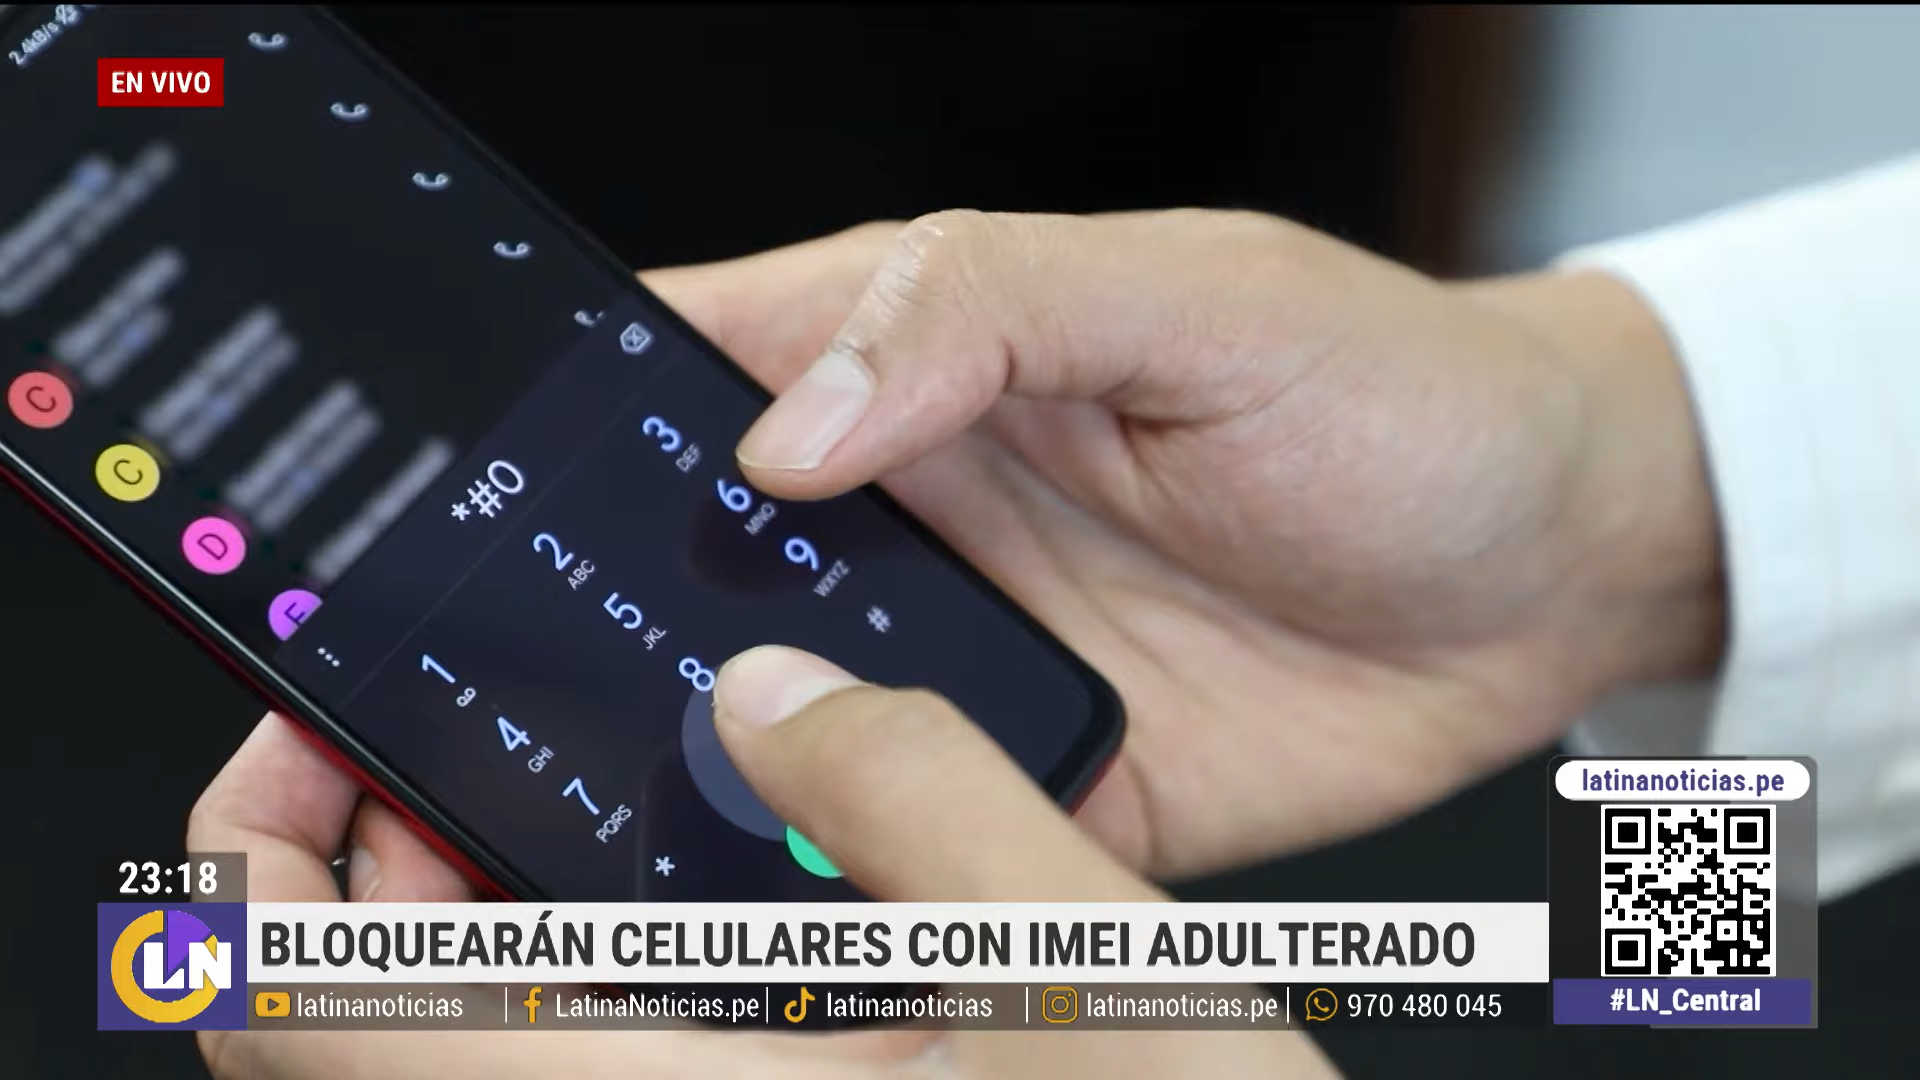 2.4kB/s
EN VIVO
C
C
D
E
*#0
1
2 ABC
3 DEF
4 GHI
5 JKL
6 MNO
7 PQRS
8
9 WXYZ
*
#
latinanoticias.pe
23:18
LN
BLOQUEARÁN CELULARES CON IMEI ADULTERADO
latinanoticias | LatinaNoticias.pe | latinanoticias | latinanoticias.pe | 970 480 045
#LN_Central